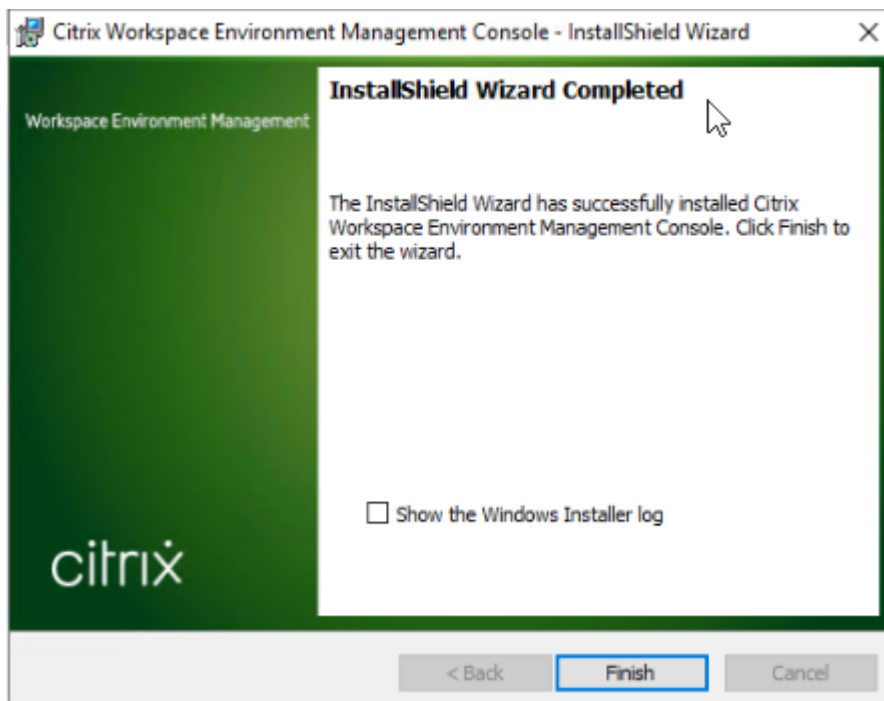 Citrix Workspace Environment Management Console - InstallShield Wizard
InstallShield Wizard Completed
Workspace Environment Management
The InstallShield Wizard has successfully installed Citrix
Workspace Environment Management Console. Click Finish to
exit the wizard.
Show the Windows Installer log
citrix
< Back
Finish
Cancel